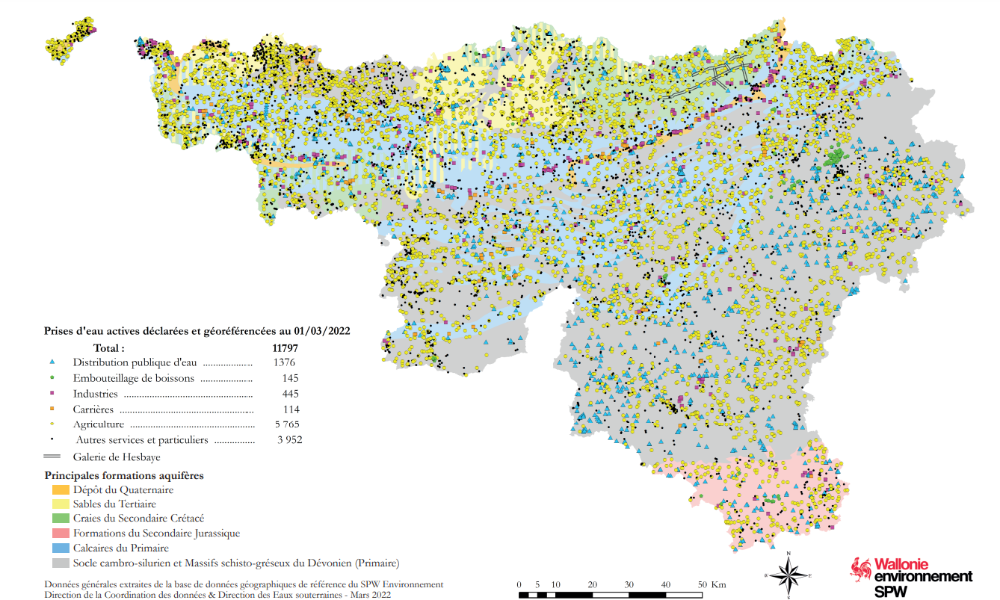 Prises d'eau actives déclarées et géoréférencées au 01/03/2022
Total : 11797
Distribution publique d'eau ................... 1376
Embouteillage de boissons ................... 145
Industries ................................................ 445
Carrières ................................................. 114
Agriculture .............................................. 5 765
Autres services et particuliers ............... 3 952
Galerie de Hesbaye
Principales formations aquifères
Dépôt du Quaternaire
Sables du Tertiaire
Craies du Secondaire Crétacé
Formations du Secondaire Jurassique
Calcaires du Primaire
Socle cambro-silurien et Massifs schisto-gréseux du Dévonien (Primaire)
Données générales extraites de la base de données géographiques de référence du SPW Environnement
Direction de la Coordination des données & Direction des Eaux souterraines - Mars 2022
0 5 10 20 30 40 50 Km
N
W E
S
Wallonie
environnement
SPW